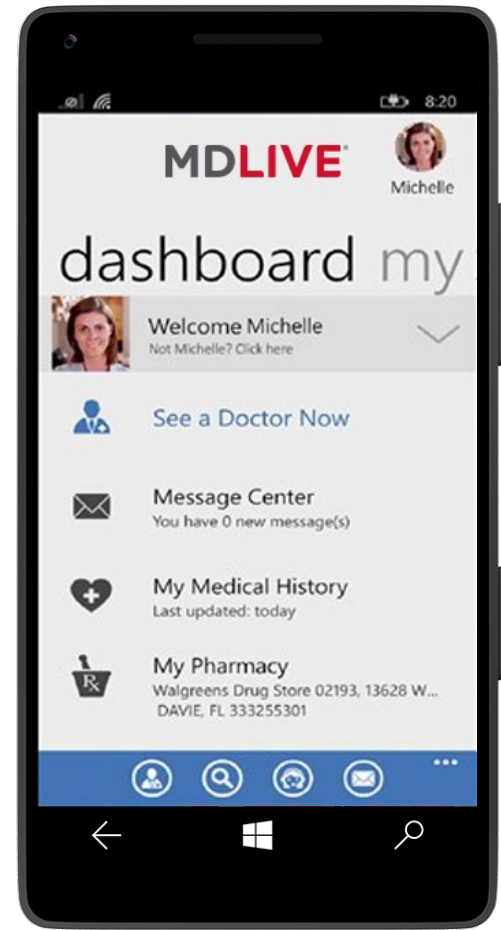 8:20
MDLIVE
Michelle
dashboard my
Welcome Michelle
Not Michelle? Click here
See a Doctor Now
Message Center
You have 0 new message(s)
My Medical History
Last updated: today
Rx
My Pharmacy
Walgreens Drug Store 02193, 13628 W...
DAVIE, FL 333255301